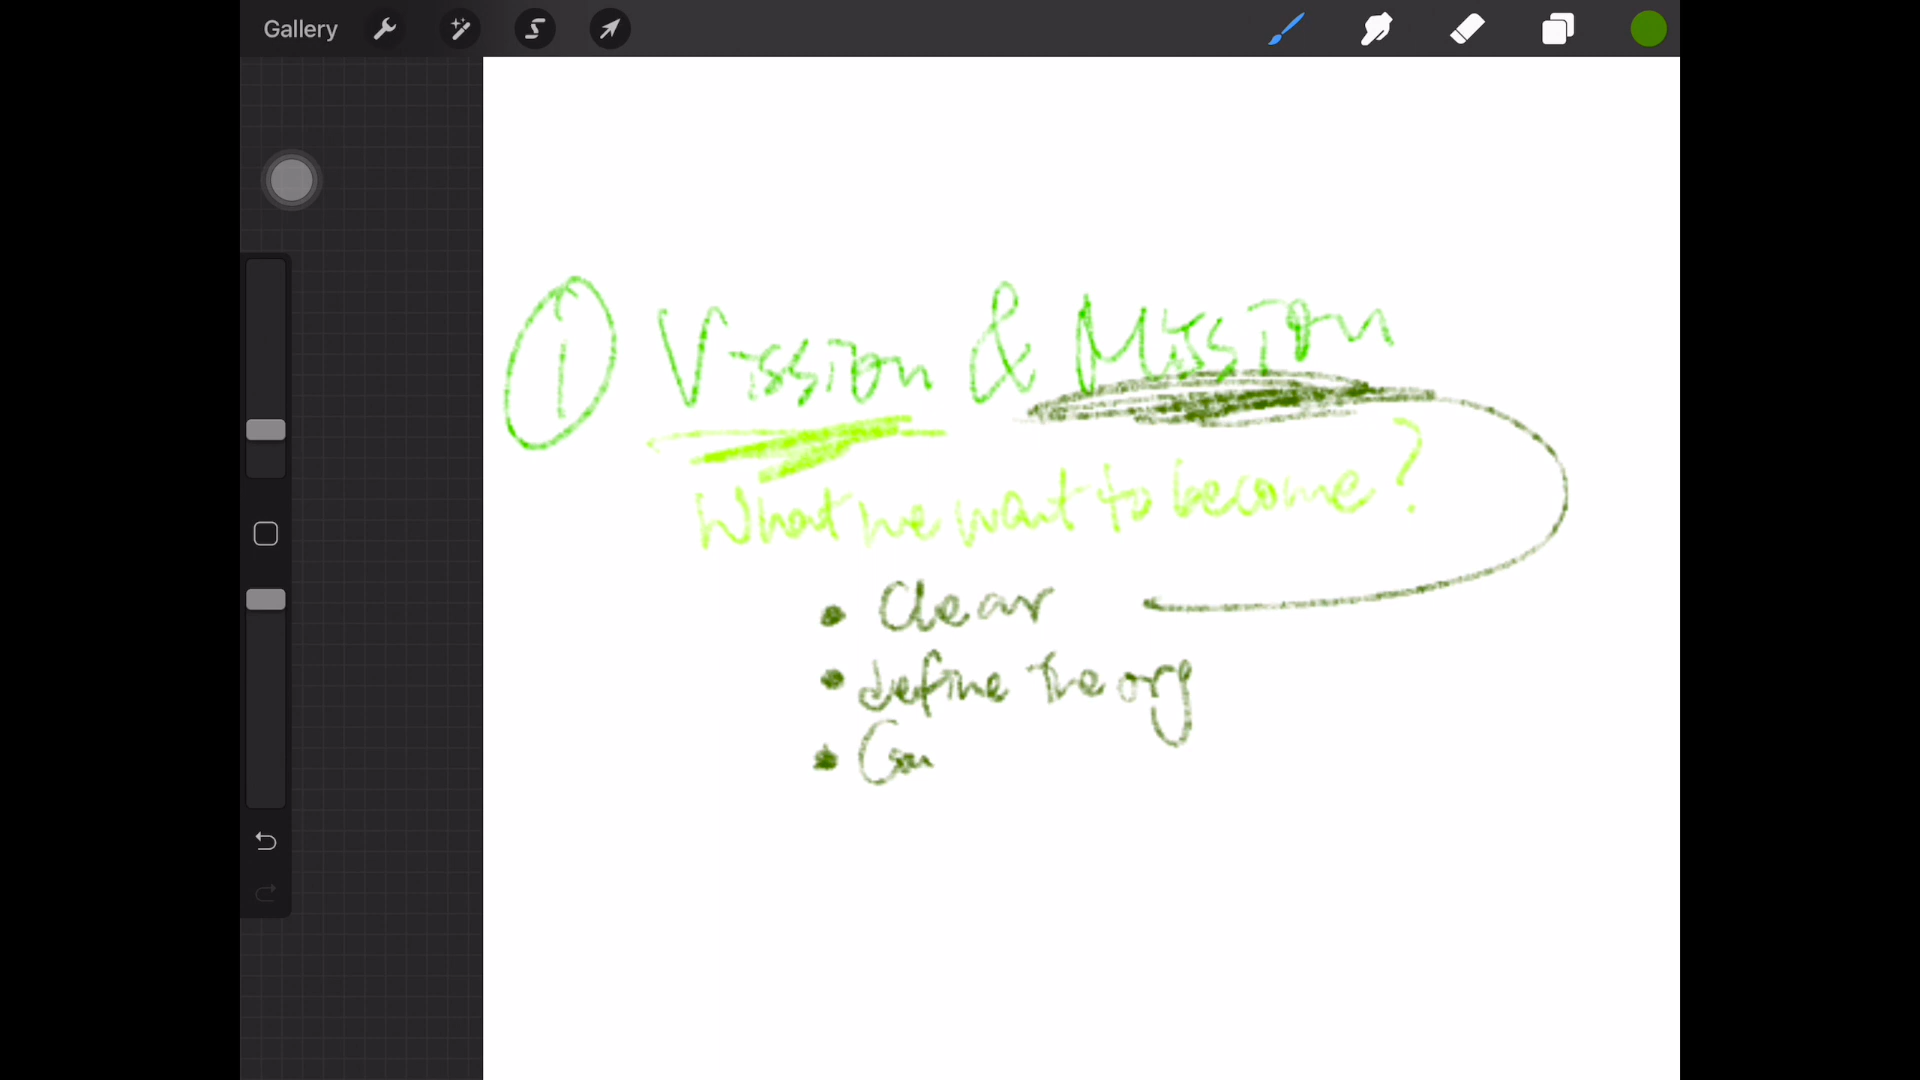 Gallery
① Vission & Mission
What we want to become?
• Clear
• define the org